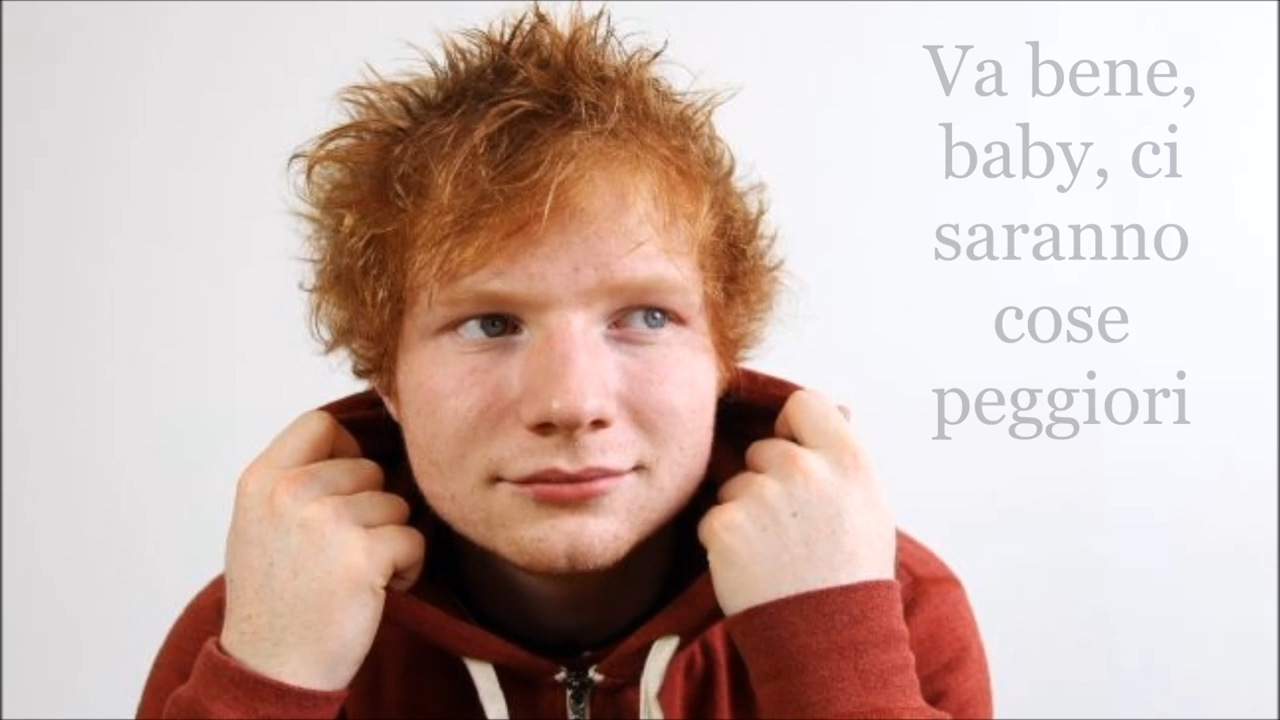 Va bene,
baby, ci
saranno
cose
peggiori